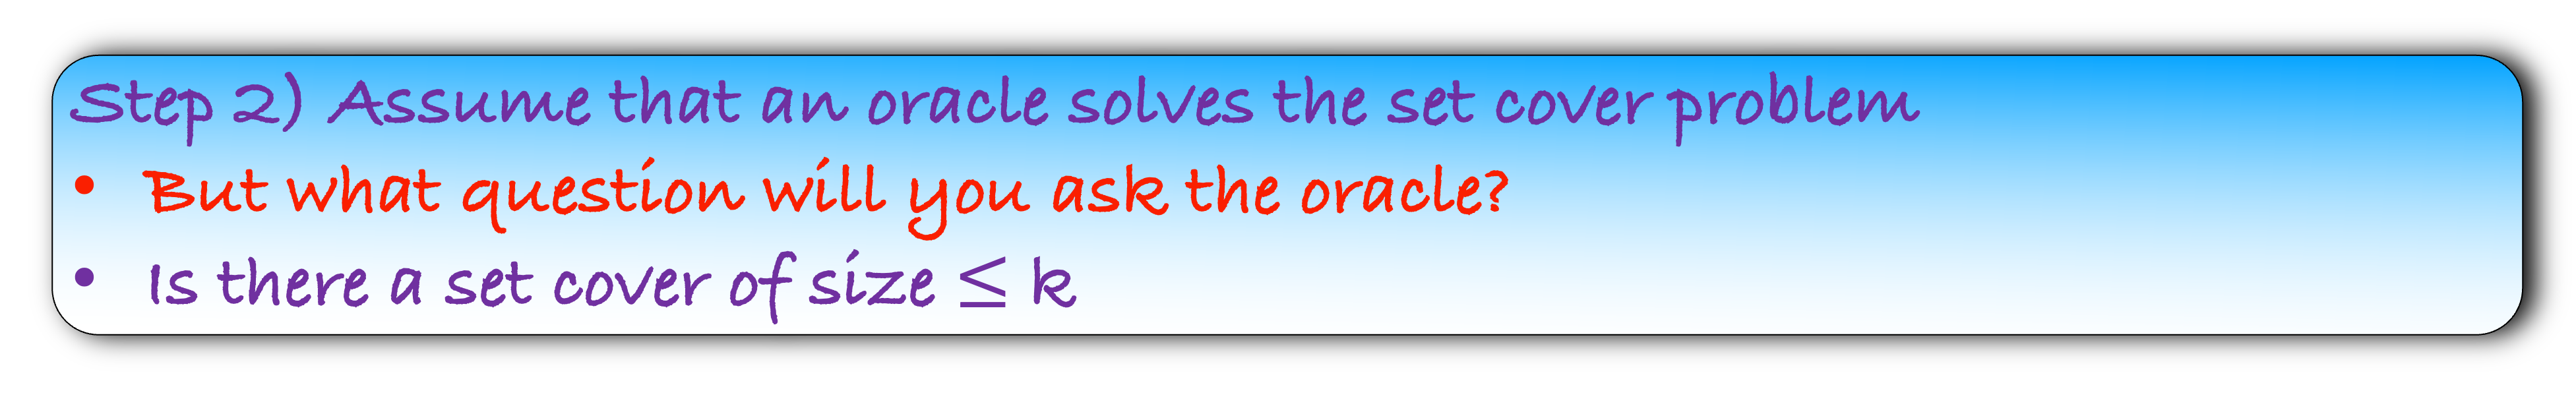 Step 2) Assume that an oracle solves the set cover problem
• But what question will you ask the oracle?
• Is there a set cover of size ≤ k